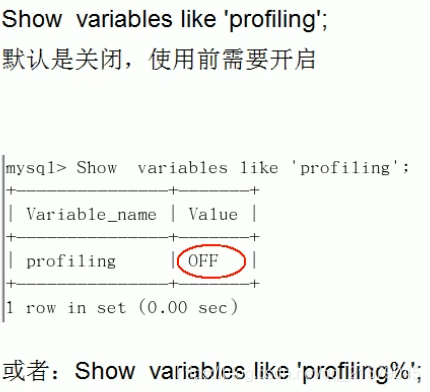 Show  variables like 'profiling';
默认是关闭，使用前需要开启
mysql> Show  variables like 'profiling';
+---------------+-------+
| Variable_name | Value |
+---------------+-------+
| profiling     | OFF   |
+---------------+-------+
1 row in set (0.00 sec)
或者：Show  variables like 'profiling%';